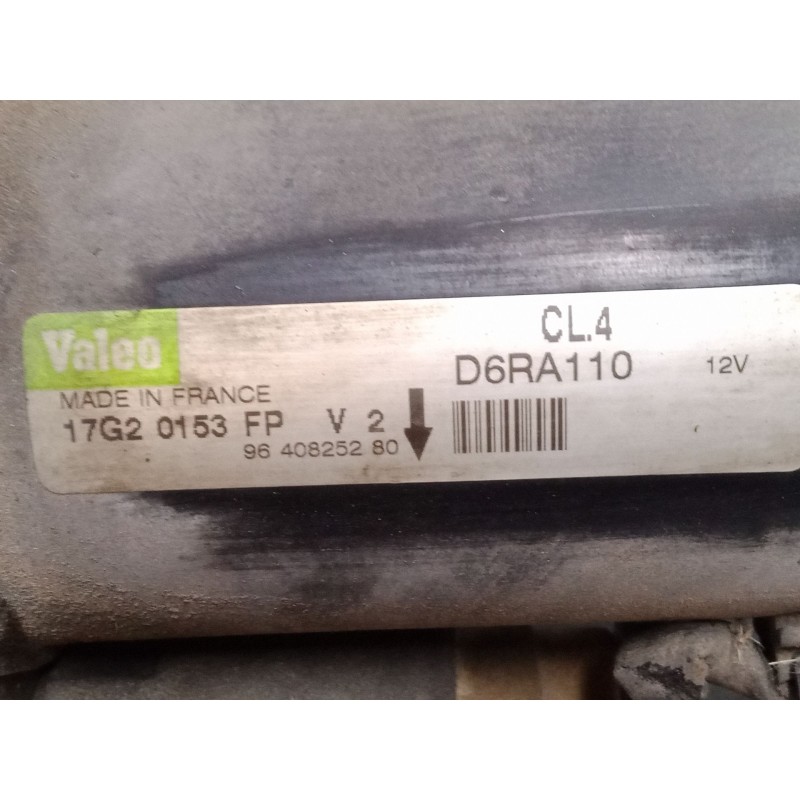 Valeo
CL.4
D6RA110
12V
MADE IN FRANCE
17G2 0153 FP V 2
96 408252 80